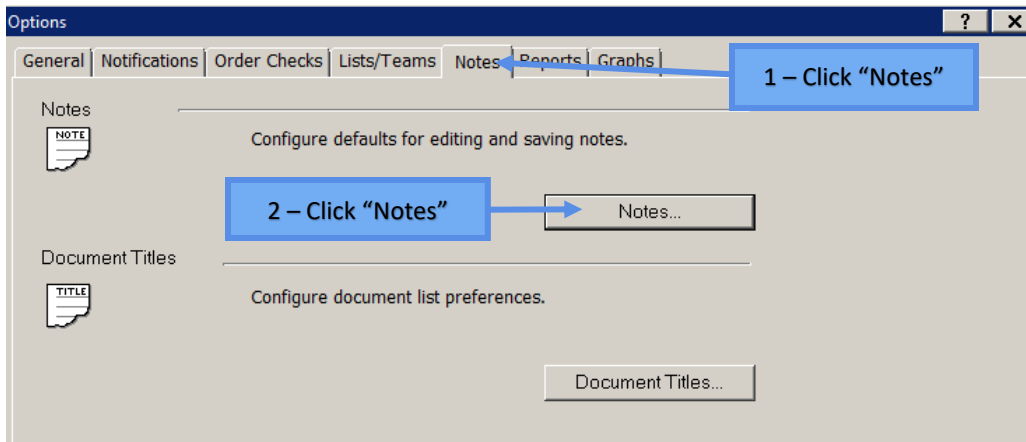 Options ? X
General Notifications Order Checks Lists/Teams Notes Reports Graphs
1 – Click “Notes”
Notes
NOTE
Configure defaults for editing and saving notes.
2 – Click “Notes”
Notes...
Document Titles
TITLE
Configure document list preferences.
Document Titles...